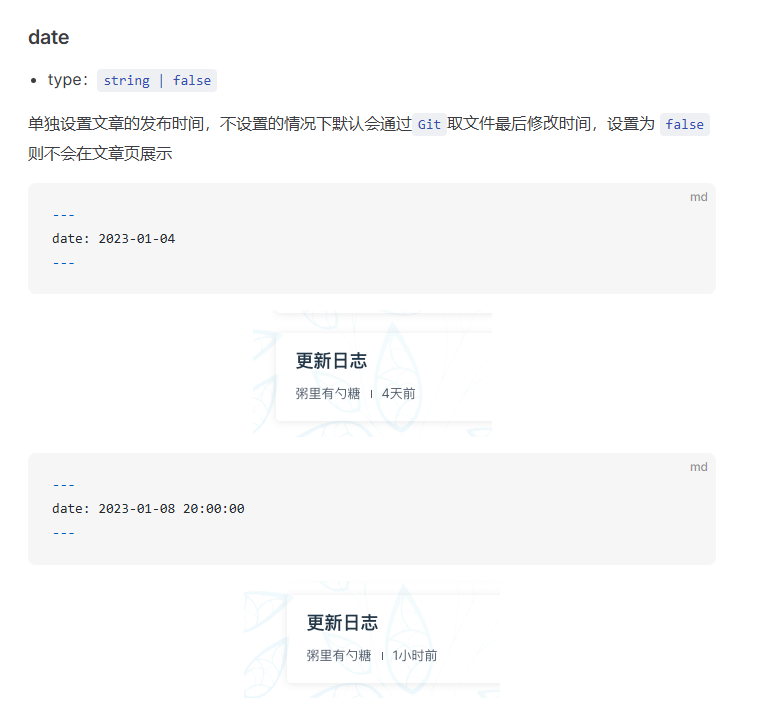 date
• type： string | false
单独设置文章的发布时间，不设置的情况下默认会通过 Git 取文件最后修改时间，设置为 false
则不会在文章页展示
md
---
date: 2023-01-04
---
更新日志
粥里有勺糖 | 4天前
md
---
date: 2023-01-08 20:00:00
---
更新日志
粥里有勺糖 | 1小时前